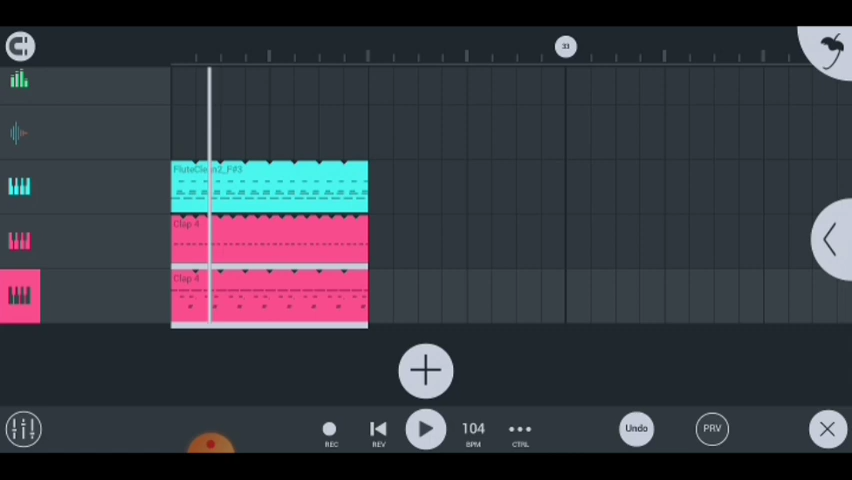 33
FluteClean2_F#3
Clap 4
Clap 4
104
Undo
PRV
REC
REV
BPM
CTRL